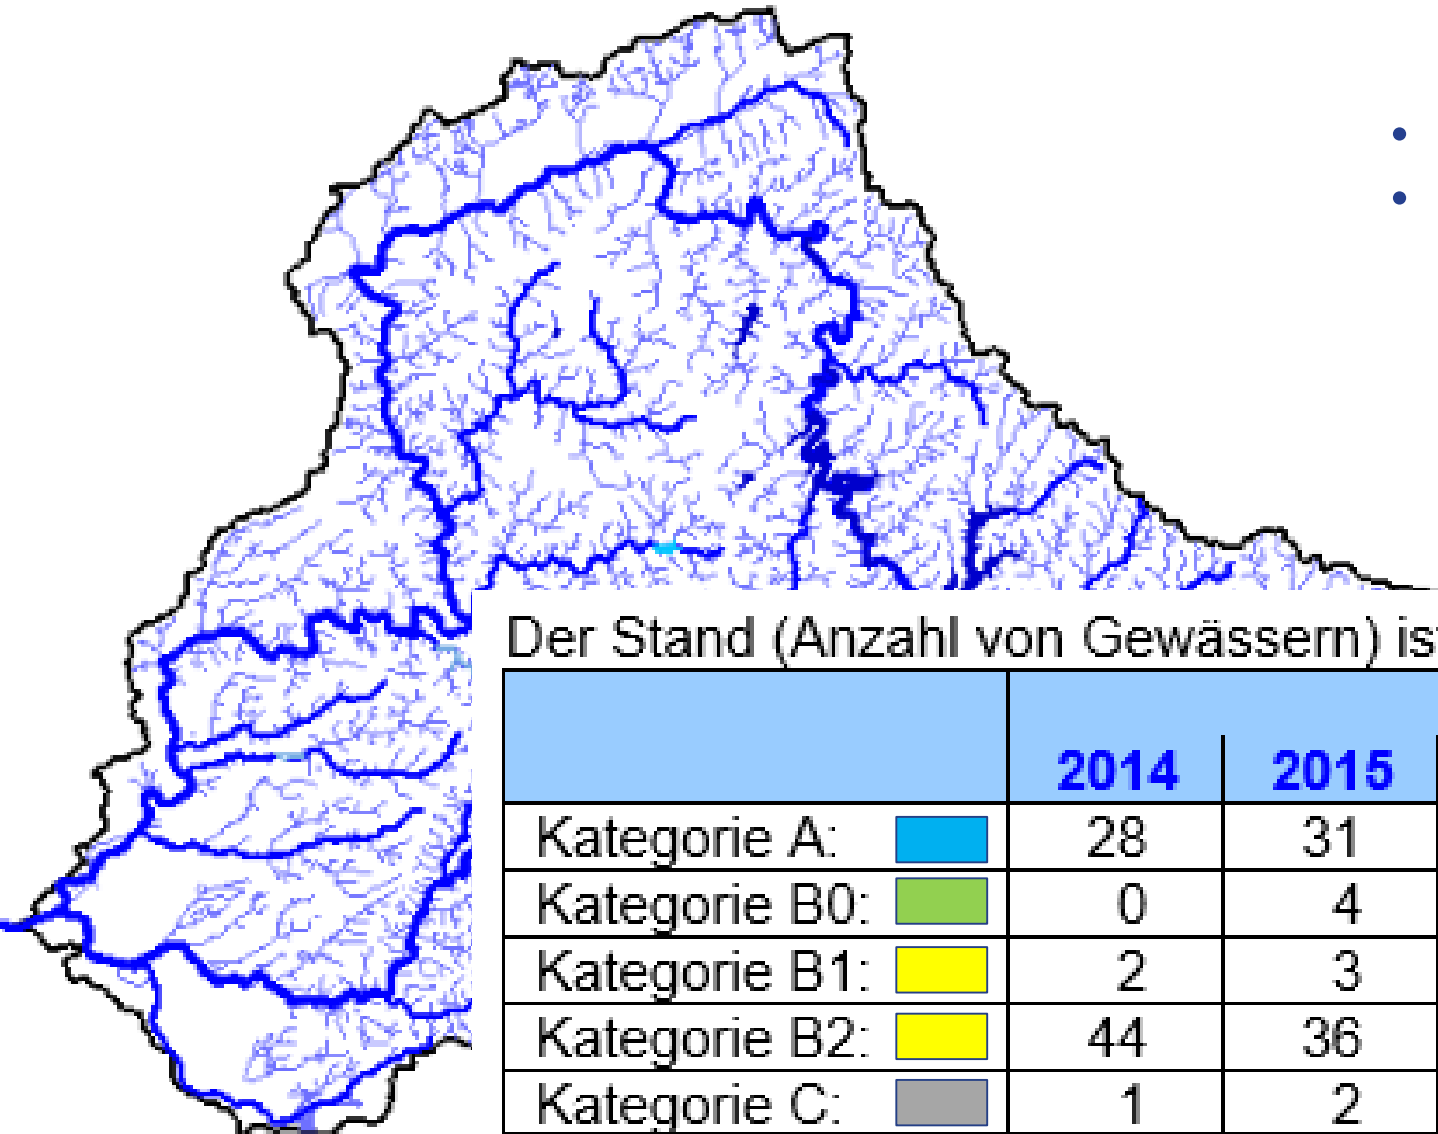 Der Stand (Anzahl von Gewässern) is
2014 2015
Kategorie A: 28 31
Kategorie B0: 0 4
Kategorie B1: 2 3
Kategorie B2: 44 36
Kategorie C: 1 2